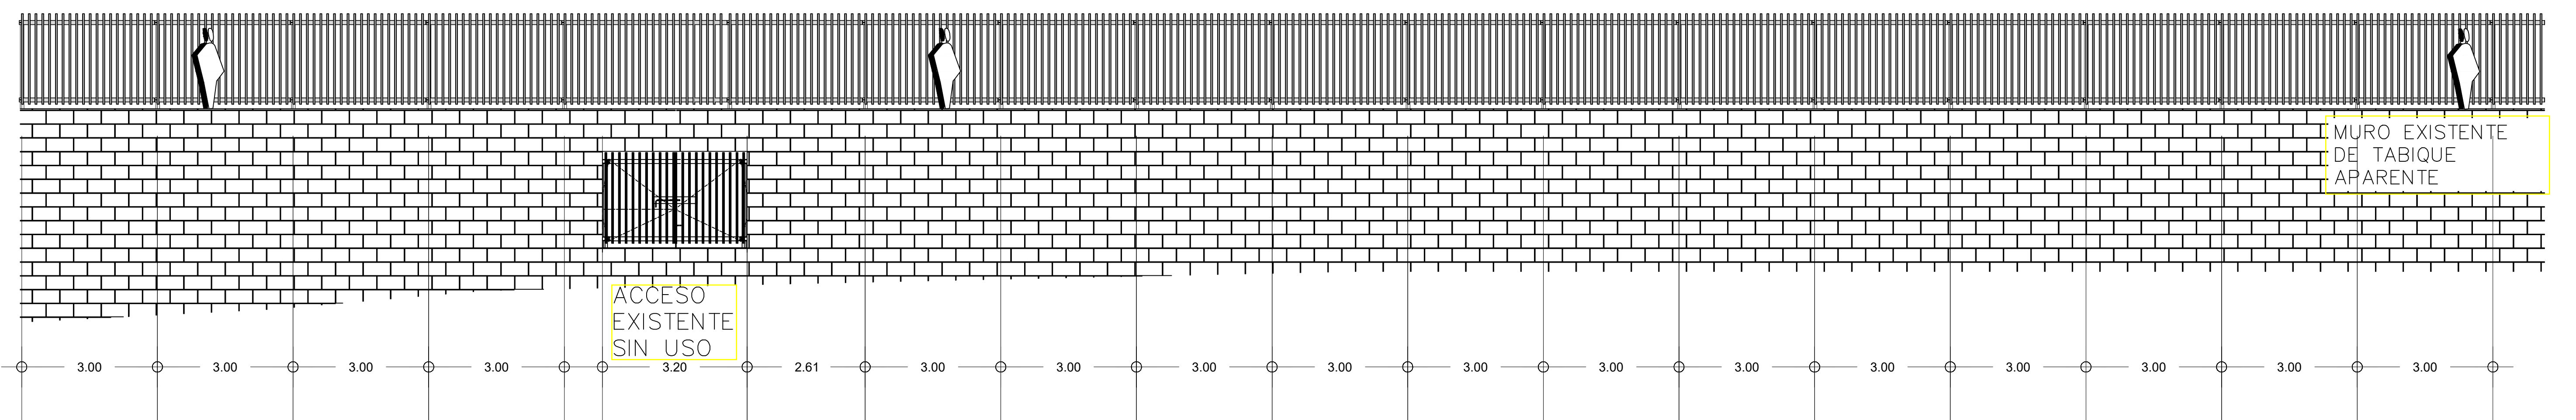 MURO EXISTENTE
DE TABIQUE
APARENTE
ACCESO
EXISTENTE
SIN USO
3.00 3.00 3.00 3.00 3.20 2.61 3.00 3.00 3.00 3.00 3.00 3.00 3.00 3.00 3.00 3.00 3.00 3.00